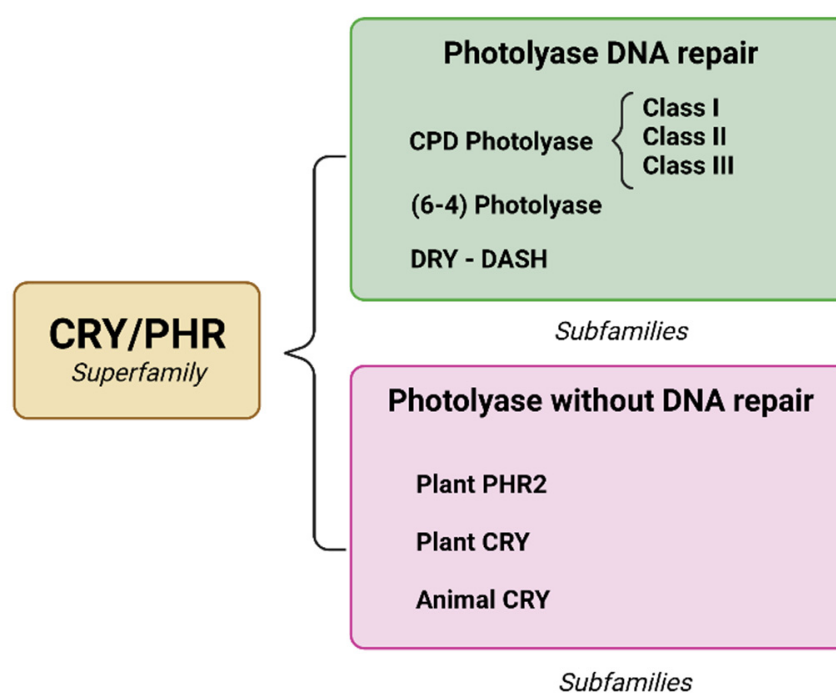 Photolyase DNA repair
CPD Photolyase
Class I
Class II
Class III
(6-4) Photolyase
DRY - DASH
Subfamilies
CRY/PHR
Superfamily
Photolyase without DNA repair
Plant PHR2
Plant CRY
Animal CRY
Subfamilies